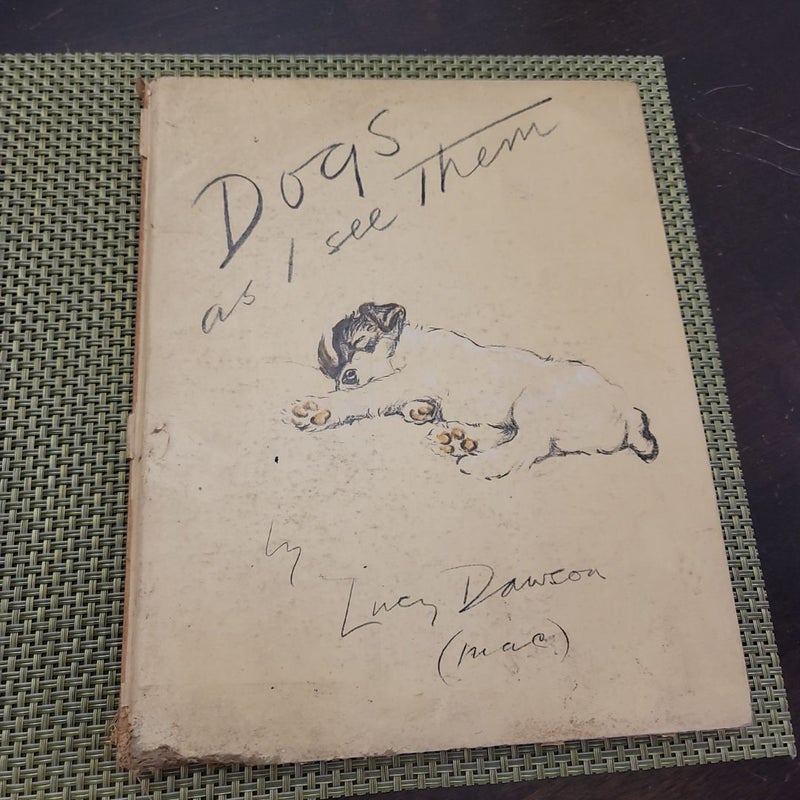 Dogs
as I see Them
by
Lucy Dawson
(mac)